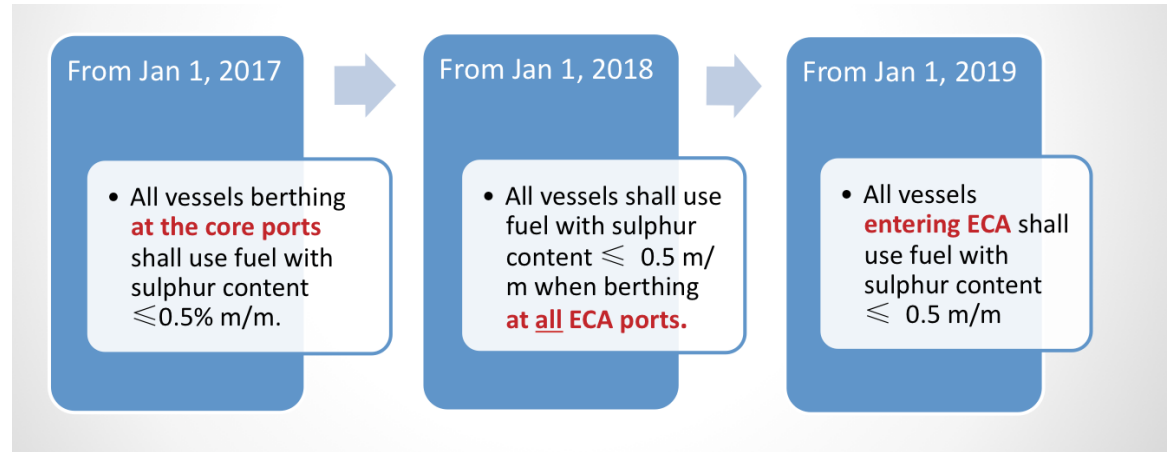 From Jan 1, 2017
• All vessels berthing
at the core ports
shall use fuel with
sulphur content
≤0.5% m/m.
From Jan 1, 2018
• All vessels shall use
fuel with sulphur
content ≤ 0.5 m/
m when berthing
at all ECA ports.
From Jan 1, 2019
• All vessels
entering ECA shall
use fuel with
sulphur content
≤ 0.5 m/m